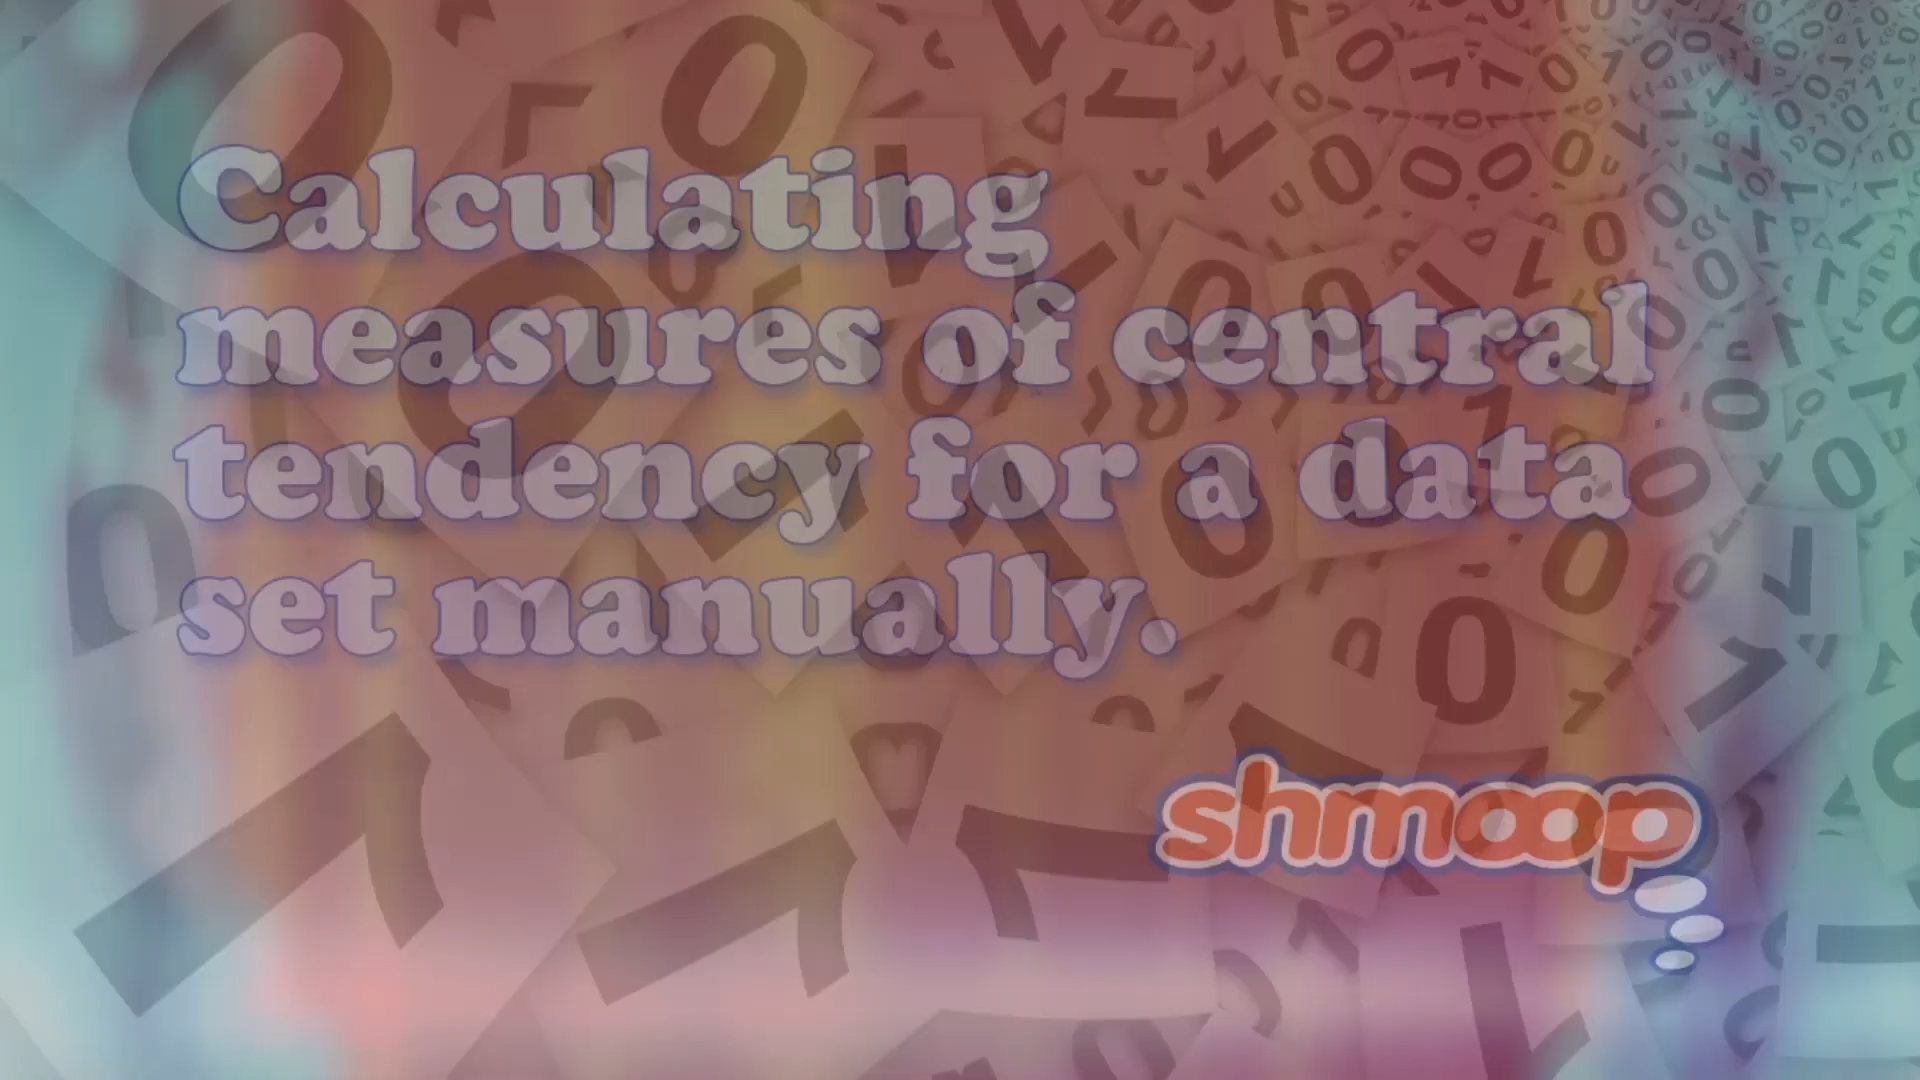 Calculating
measures of central
tendency for a data
set manually.
shmoop